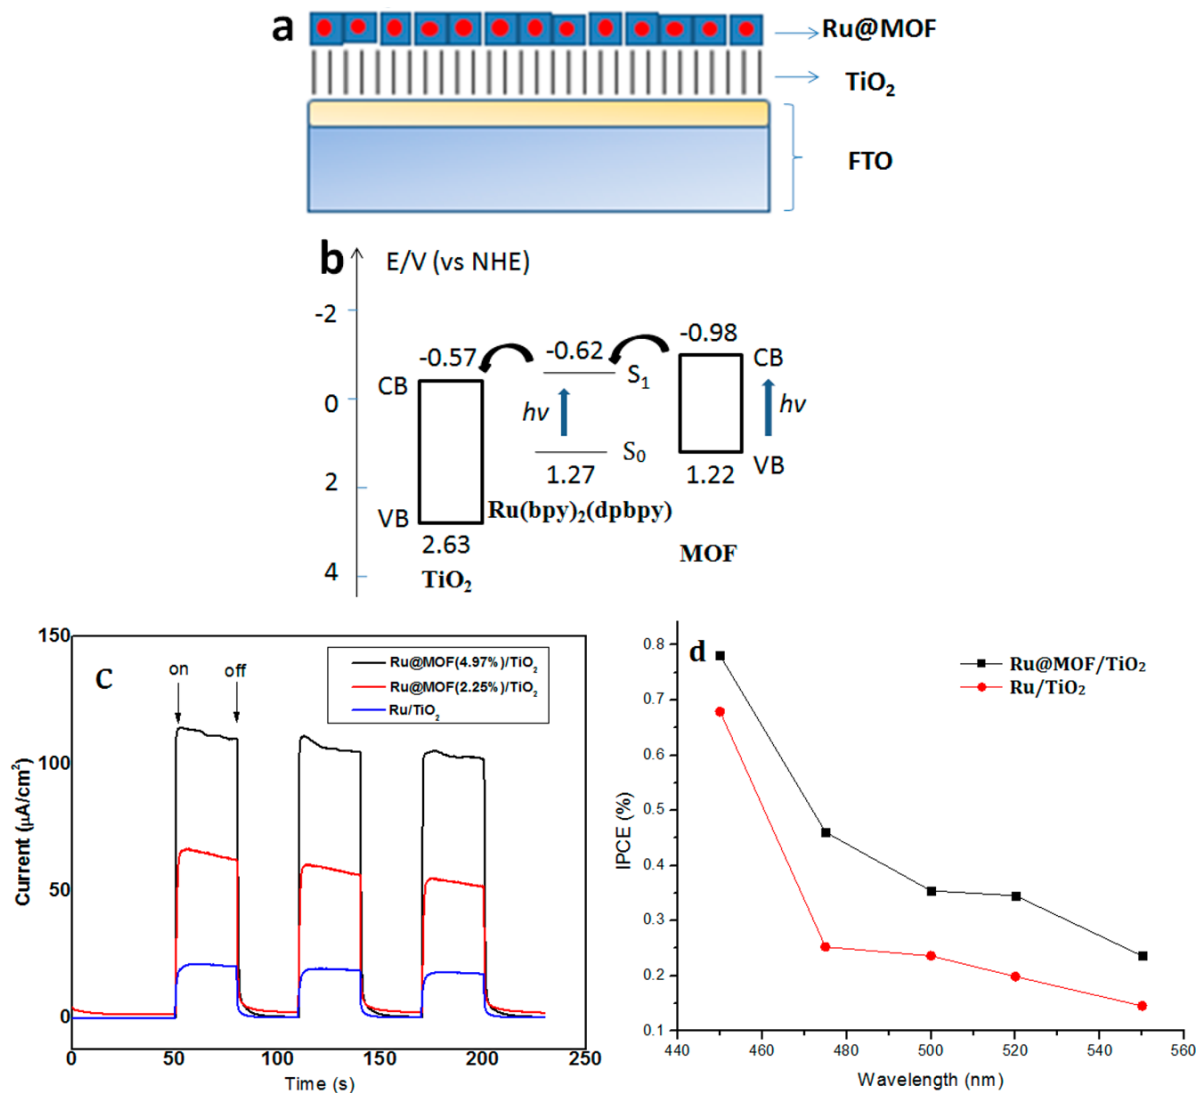 a
Ru@MOF
TiO₂
FTO
b
E/V (vs NHE)
-2
0
2
4
-0.57
-0.62
-0.98
CB
S₁
CB
hν
hν
S₀
VB
1.27
1.22
Ru(bpy)₂(dpbpy)
VB
2.63
MOF
TiO₂
c
on
off
Ru@MOF(4.97%)/TiO₂
Ru@MOF(2.25%)/TiO₂
Ru/TiO₂
Current (µA/cm²)
150
100
50
0
0
50
100
150
200
250
Time (s)
d
Ru@MOF/TiO₂
Ru/TiO₂
IPCE (%)
0.8
0.7
0.6
0.5
0.4
0.3
0.2
0.1
440
460
480
500
520
540
560
Wavelength (nm)